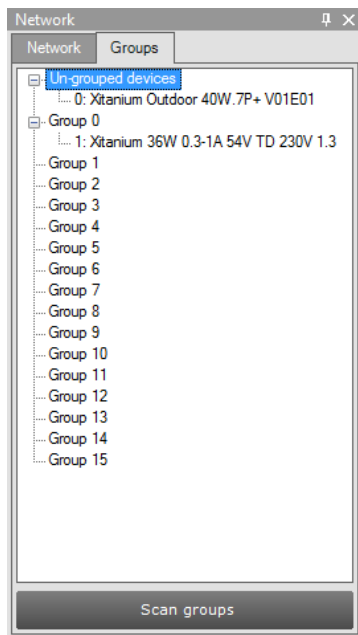 Network
Network Groups
Un-grouped devices
0: Xitanium Outdoor 40W.7P+ V01E01
Group 0
1: Xitanium 36W 0.3-1A 54V TD 230V 1.3
Group 1
Group 2
Group 3
Group 4
Group 5
Group 6
Group 7
Group 8
Group 9
Group 10
Group 11
Group 12
Group 13
Group 14
Group 15
Scan groups